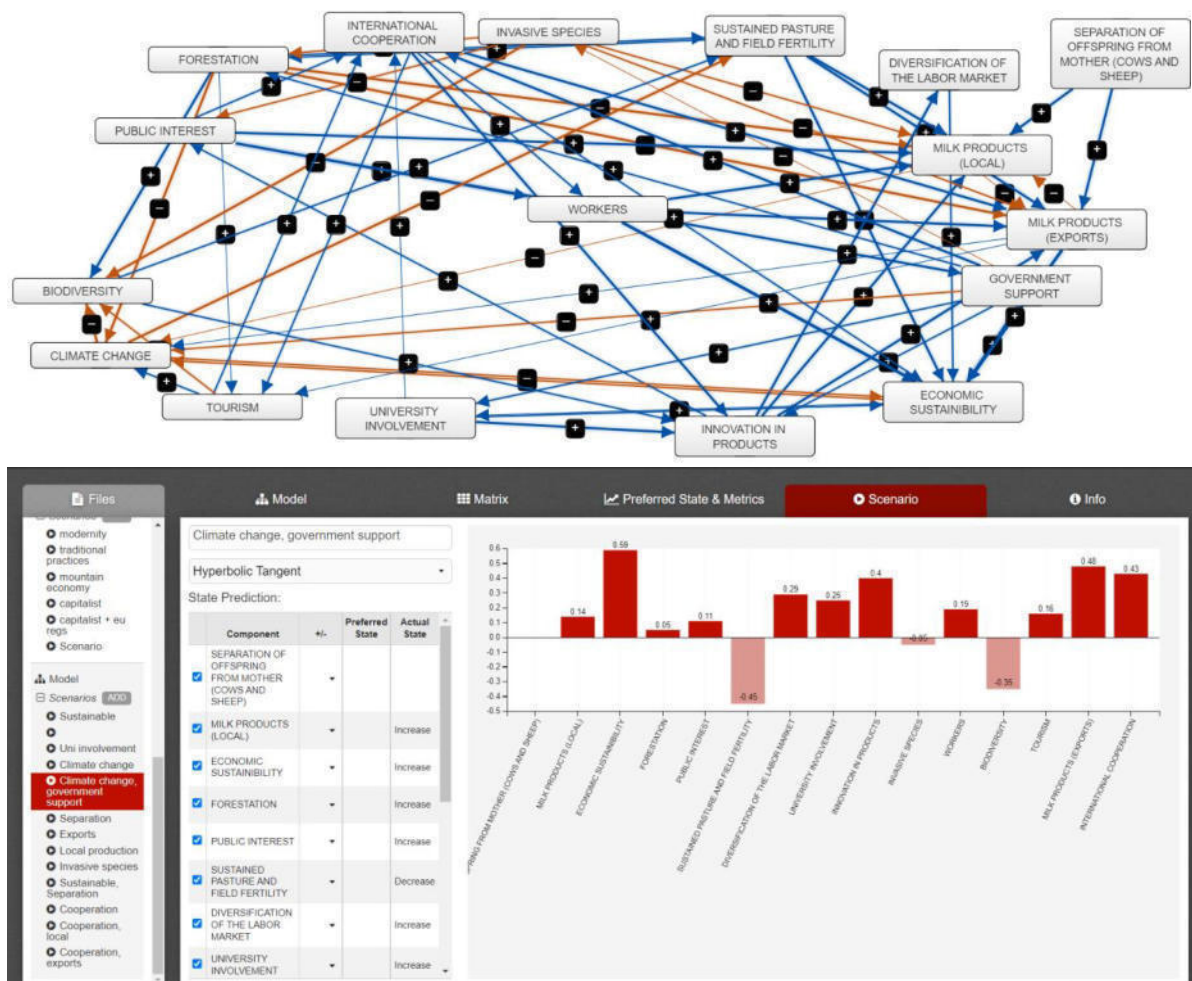 INTERNATIONAL
COOPERATION
INVASIVE SPECIES
SUSTAINED PASTURE
AND FIELD FERTILITY
SEPARATION OF
OFFSPRING FROM
MOTHER (COWS AND
SHEEP)
FORESTATION
DIVERSIFICATION OF
THE LABOR MARKET
PUBLIC INTEREST
MILK PRODUCTS
(LOCAL)
WORKERS
MILK PRODUCTS
(EXPORTS)
BIODIVERSITY
GOVERNMENT
SUPPORT
CLIMATE CHANGE
TOURISM
UNIVERSITY
INVOLVEMENT
INNOVATION IN
PRODUCTS
ECONOMIC
SUSTAINIBILITY
Files
Model
Matrix
Preferred State & Metrics
Scenario
Info
Scenarios ADD
modernity
traditional
practices
mountain
economy
capitalist
capitalist + eu
regs
Scenario
Model
Scenarios ADD
Sustainable
Uni involvement
Climate change
Climate change,
government
support
Separation
Exports
Local production
Invasive species
Sustainable,
Separation
Cooperation
Cooperation,
local
Cooperation,
exports
Climate change, government support
Hyperbolic Tangent
State Prediction:
Component +/- Preferred State Actual State
SEPARATION OF
OFFSPRING
FROM MOTHER
(COWS AND
SHEEP)
MILK PRODUCTS
(LOCAL) Increase
ECONOMIC
SUSTAINIBILITY Increase
FORESTATION Increase
PUBLIC INTEREST Increase
SUSTAINED
PASTURE AND
FIELD FERTILITY Decrease
DIVERSIFICATION
OF THE LABOR
MARKET Increase
UNIVERSITY
INVOLVEMENT Increase
0.6
0.5
0.4
0.3
0.2
0.1
0.0
-0.1
-0.2
-0.3
-0.4
-0.5
0.14
0.59
0.05
0.11
-0.45
0.29
0.25
0.4
-0.05
0.19
-0.35
0.16
0.48
0.43
SPRING FROM MOTHER (COWS AND SHEEP)
MILK PRODUCTS (LOCAL)
ECONOMIC SUSTAINIBILITY
FORESTATION
PUBLIC INTEREST
SUSTAINED PASTURE AND FIELD FERTILITY
DIVERSIFICATION OF THE LABOR MARKET
UNIVERSITY INVOLVEMENT
INNOVATION IN PRODUCTS
INVASIVE SPECIES
WORKERS
BIODIVERSITY
TOURISM
MILK PRODUCTS (EXPORTS)
INTERNATIONAL COOPERATION